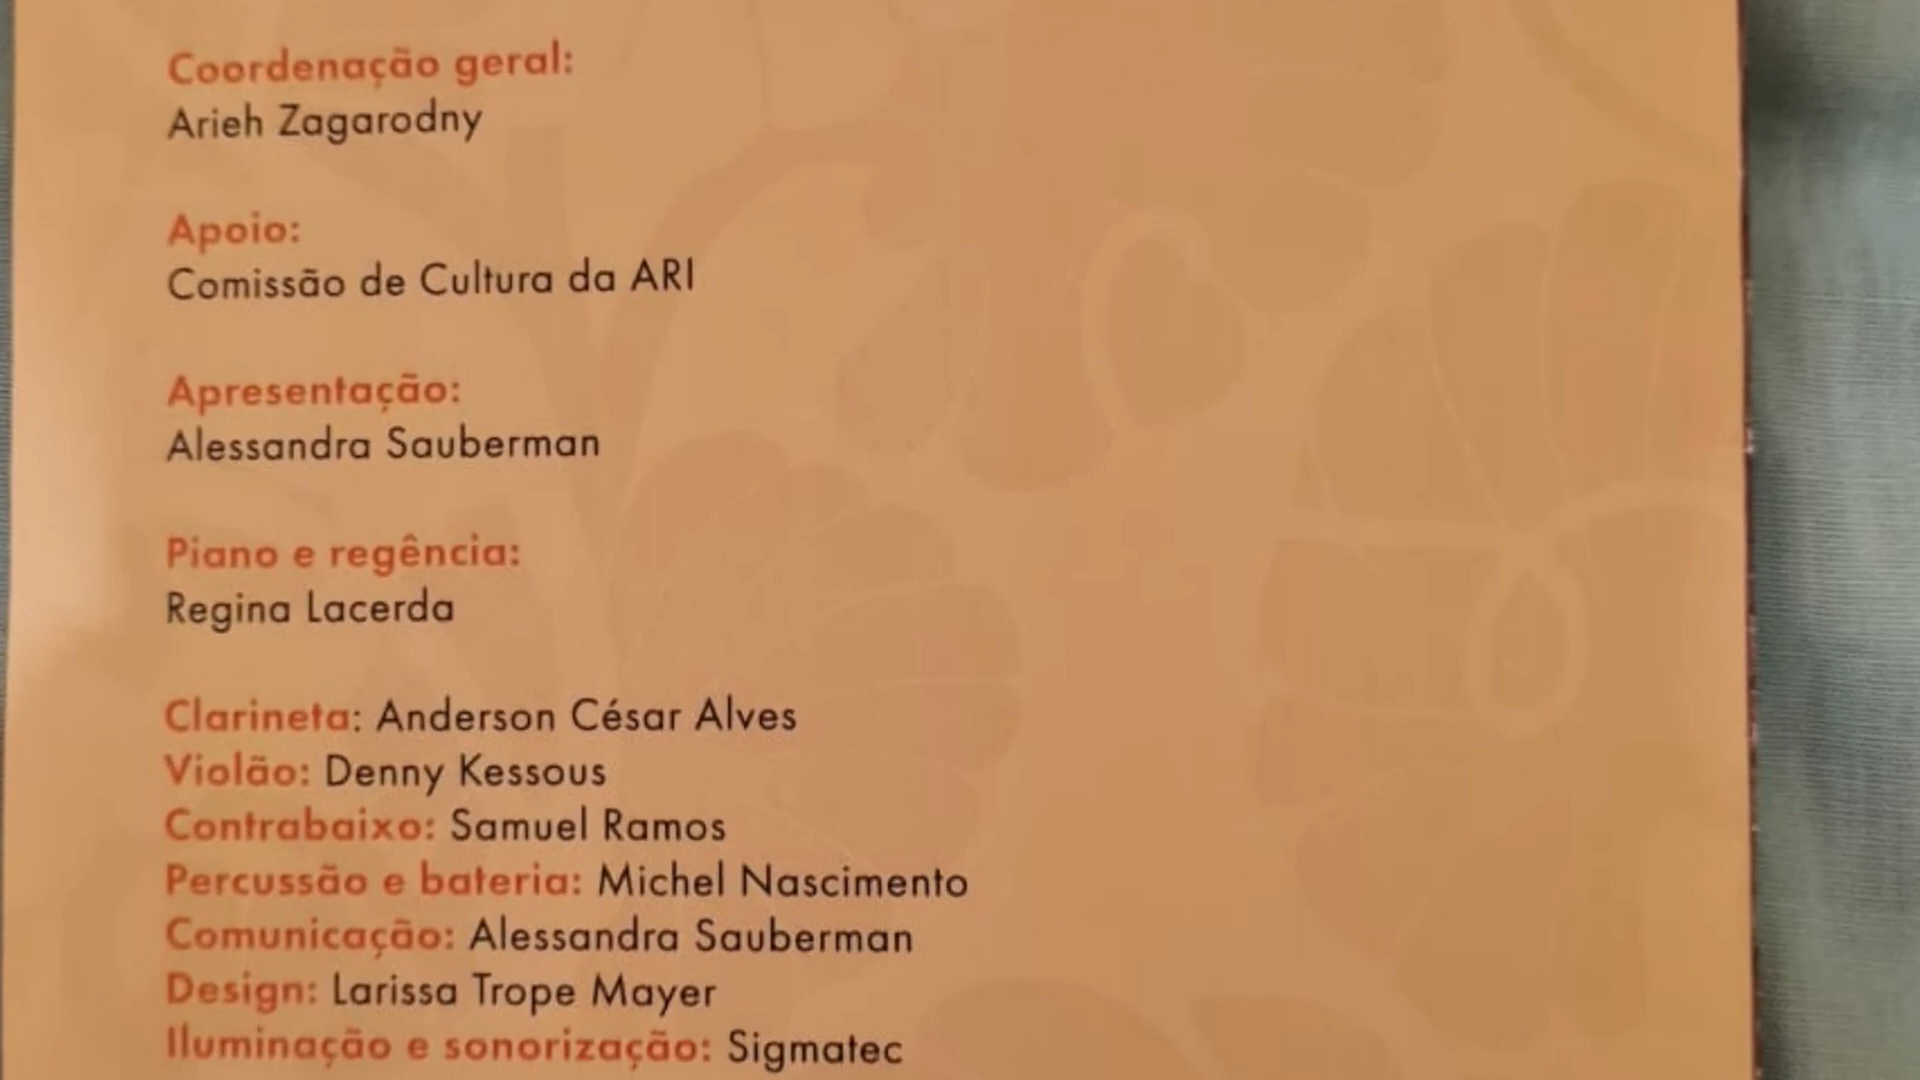 Coordenação geral:
Arieh Zagarodny
Apoio:
Comissão de Cultura da ARI
Apresentação:
Alessandra Sauberman
Piano e regência:
Regina Lacerda
Clarineta: Anderson César Alves
Violão: Denny Kessous
Contrabaixo: Samuel Ramos
Percussão e bateria: Michel Nascimento
Comunicação: Alessandra Sauberman
Design: Larissa Trope Mayer
Iluminação e sonorização: Sigmatec